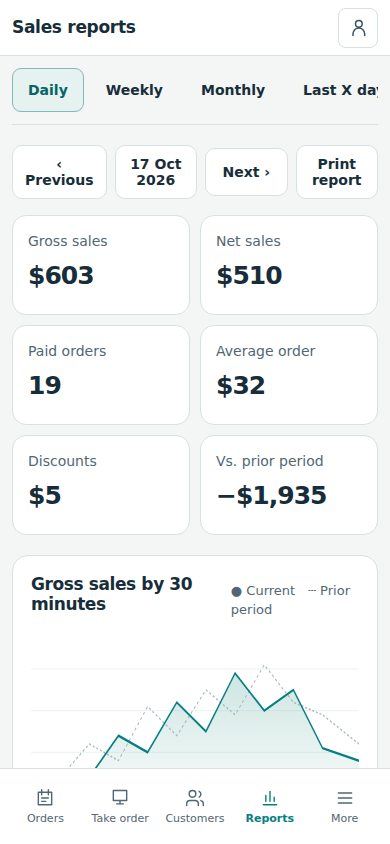 Sales reports
Daily
Weekly
Monthly
Last X day
‹
Previous
17 Oct
2026
Next ›
Print
report
Gross sales
$603
Net sales
$510
Paid orders
19
Average order
$32
Discounts
$5
Vs. prior period
−$1,935
Gross sales by 30
minutes
● Current ┄ Prior
period
Orders
Take order
Customers
Reports
More